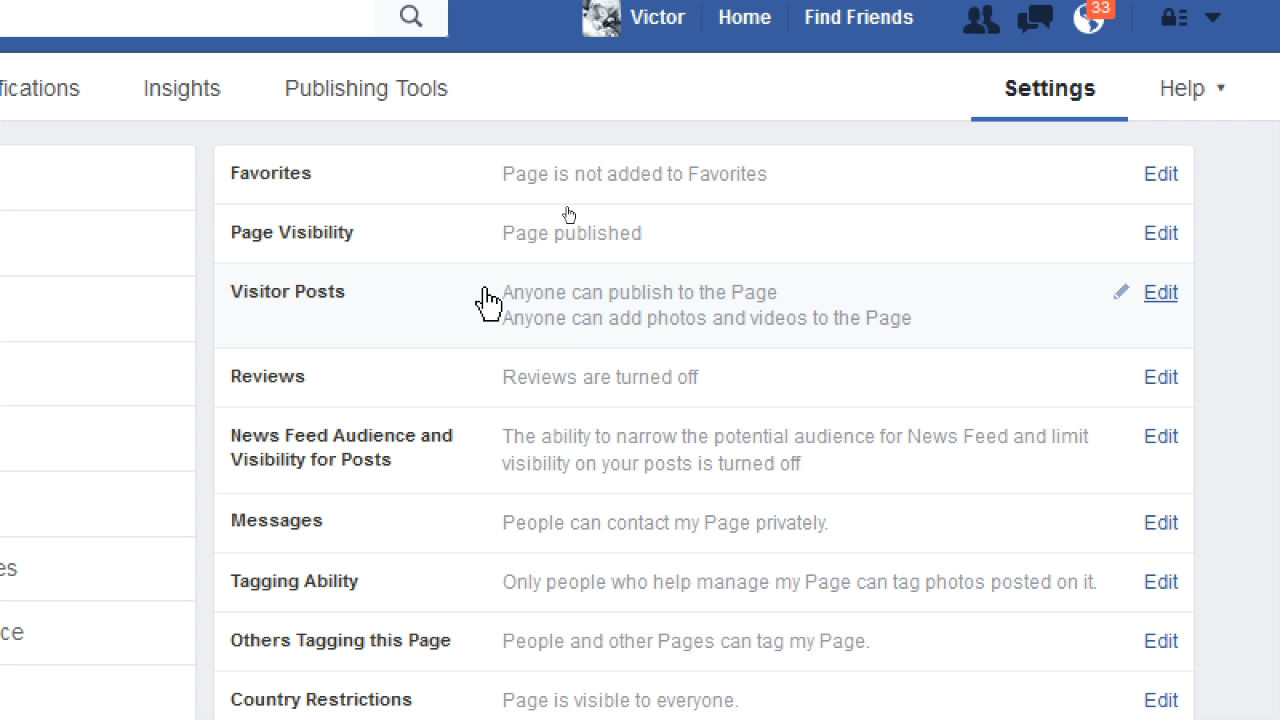 Victor Home Find Friends 33
fications Insights Publishing Tools Settings Help
Favorites Page is not added to Favorites Edit
Page Visibility Page published Edit
Visitor Posts Anyone can publish to the Page Edit
Anyone can add photos and videos to the Page
Reviews Reviews are turned off Edit
News Feed Audience and The ability to narrow the potential audience for News Feed and limit Edit
Visibility for Posts visibility on your posts is turned off
Messages People can contact my Page privately. Edit
es
Tagging Ability Only people who help manage my Page can tag photos posted on it. Edit
ce
Others Tagging this Page People and other Pages can tag my Page. Edit
Country Restrictions Page is visible to everyone. Edit